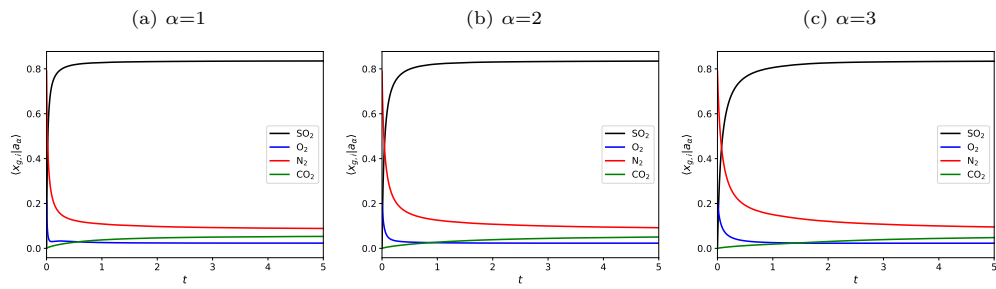 (a) α=1
0.8
0.6
0.4
0.2
0.0
⟨x_{g,i}|a_α⟩
SO₂
O₂
N₂
CO₂
0 1 2 3 4 5
t
(b) α=2
0.8
0.6
0.4
0.2
0.0
⟨x_{g,i}|a_α⟩
SO₂
O₂
N₂
CO₂
0 1 2 3 4 5
t
(c) α=3
0.8
0.6
0.4
0.2
0.0
⟨x_{g,i}|a_α⟩
SO₂
O₂
N₂
CO₂
0 1 2 3 4 5
t